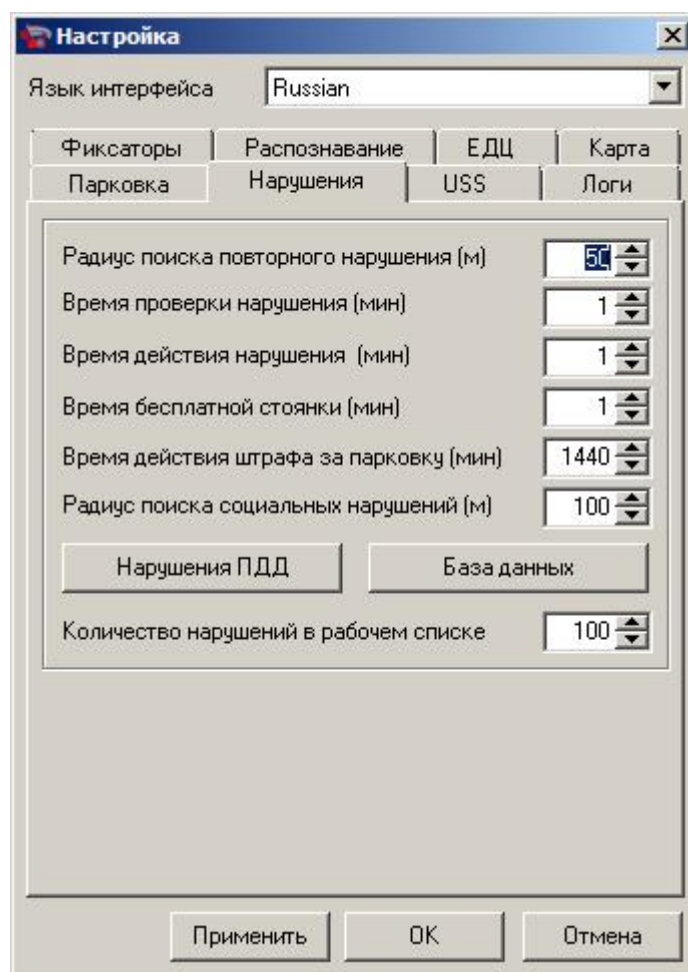 Настройка
Язык интерфейса Russian
Фиксаторы Распознавание ЕДЦ Карта
Парковка Нарушения USS Логи
Радиус поиска повторного нарушения (м) 50
Время проверки нарушения (мин) 1
Время действия нарушения (мин) 1
Время бесплатной стоянки (мин) 1
Время действия штрафа за парковку (мин) 1440
Радиус поиска социальных нарушений (м) 100
Нарушения ПДД База данных
Количество нарушений в рабочем списке 100
Применить OK Отмена